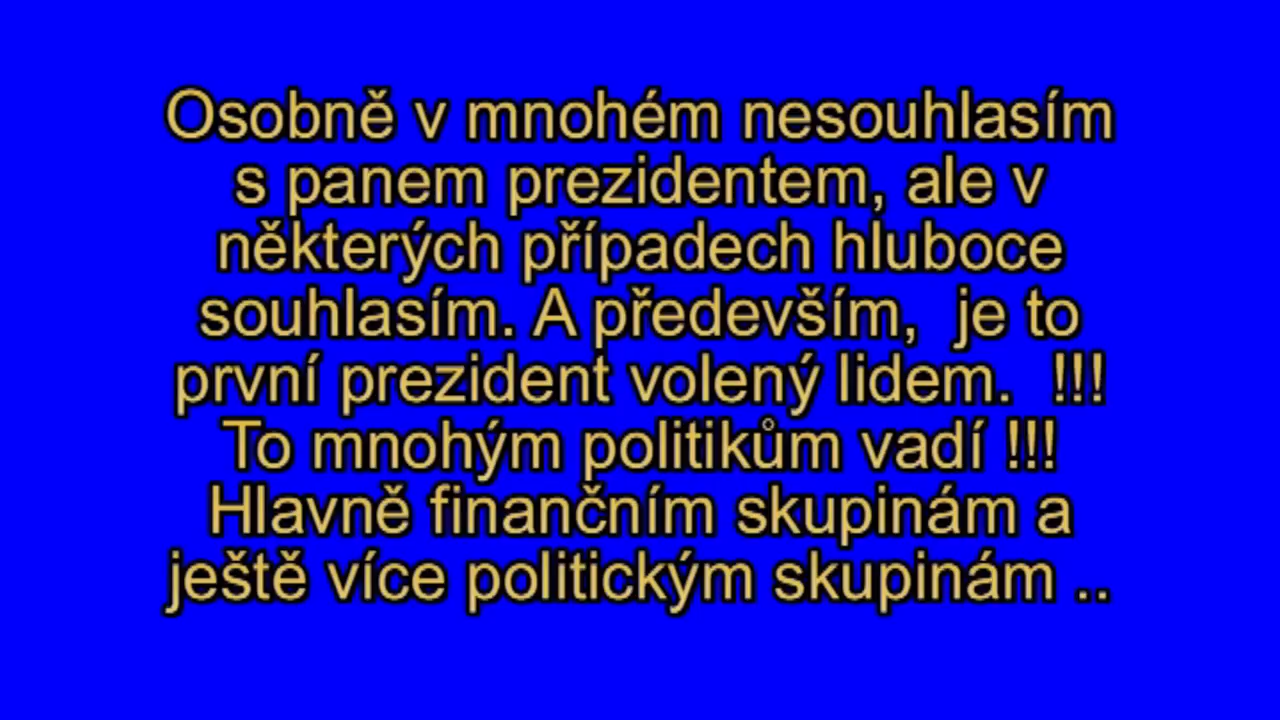 Osobně v mnohém nesouhlasím
s panem prezidentem, ale v
některých případech hluboce
souhlasím. A především,  je to
první prezident volený lidem.  !!!
To mnohým politikům vadí !!!
Hlavně finančním skupinám a
ještě více politickým skupinám ..